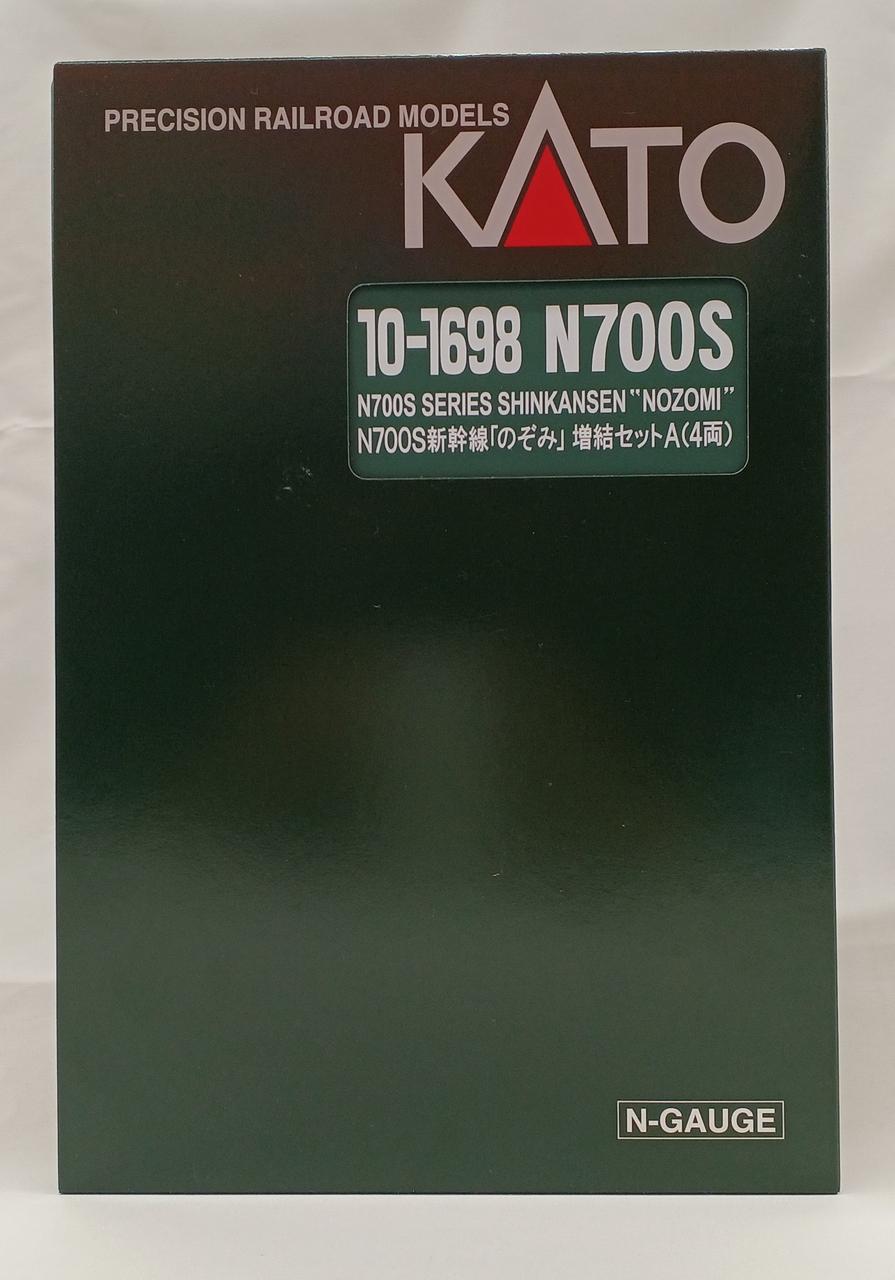 PRECISION RAILROAD MODELS
KATO
10-1698 N700S
N700S SERIES SHINKANSEN "NOZOMI"
N700S新幹線「のぞみ」 増結セットA(4両)
N-GAUGE